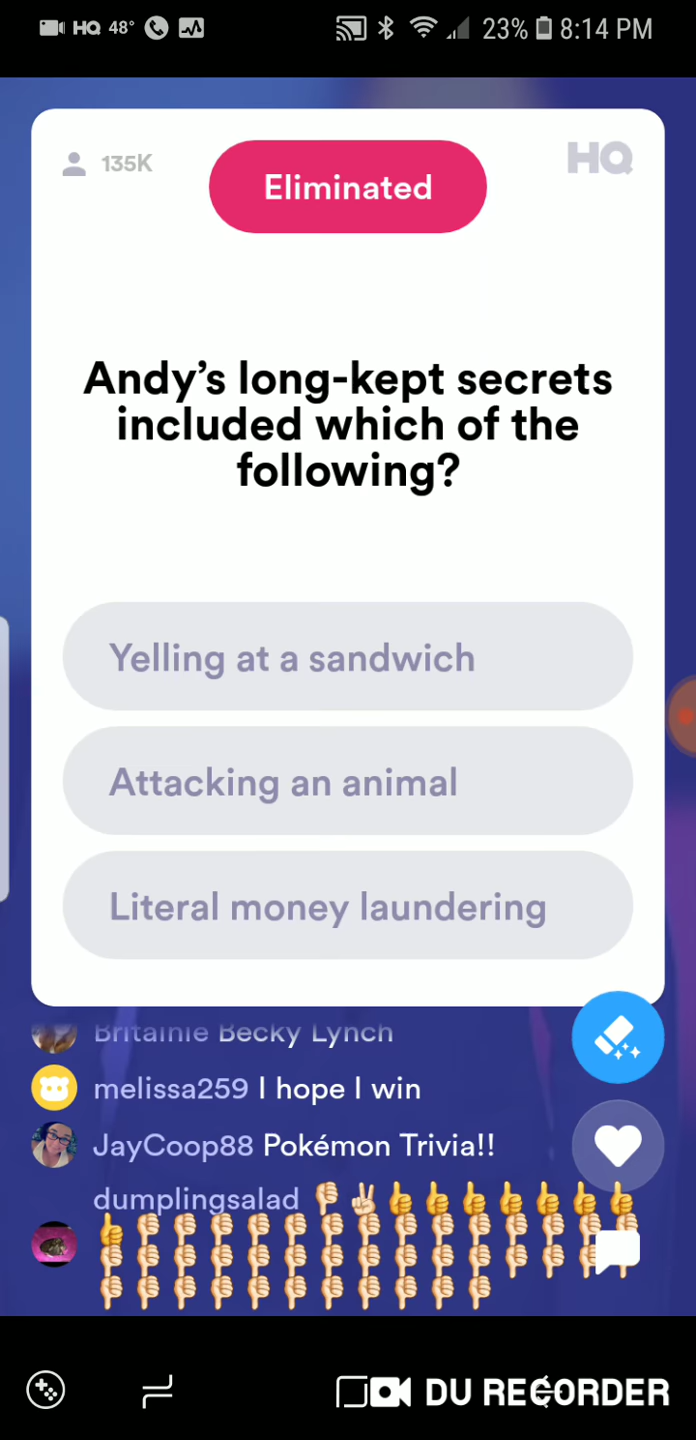 HQ 48° 23% 8:14 PM
135K
Eliminated
HQ
Andy's long-kept secrets
included which of the
following?
Yelling at a sandwich
Attacking an animal
Literal money laundering
Britainie Becky Lynch
melissa259 I hope I win
JayCoop88 Pokémon Trivia!!
dumplingsalad 👎🏻✌🏻👍👍👍👍👍👍👍
👍👎🏻👎🏻👎🏻👎🏻👎🏻👎🏻👎🏻👎🏻👎🏻👎🏻👎🏻👎🏻👎🏻👎🏻
👎🏻👎🏻👎🏻👎🏻👎🏻👎🏻👎🏻👎🏻👎🏻👎🏻👎🏻👎🏻👎🏻👎🏻👎🏻
👎🏻👎🏻👎🏻👎🏻👎🏻👎🏻👎🏻👎🏻👎🏻👎🏻👎🏻
DU RECORDER